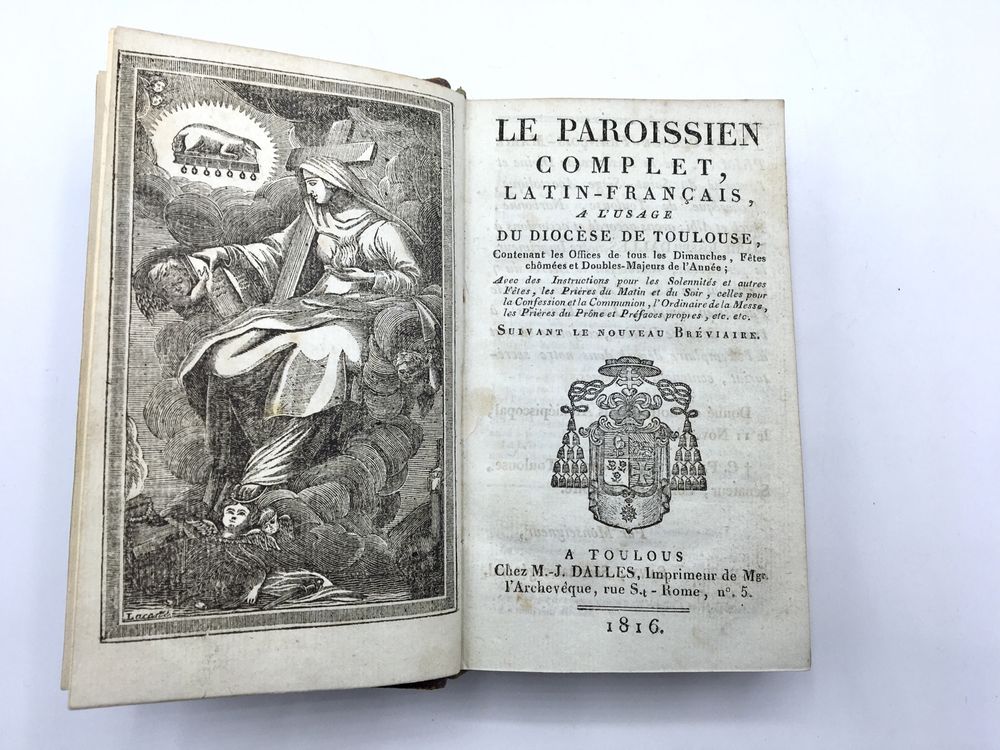 LE PAROISSIEN
COMPLET,
LATIN-FRANÇAIS,
A L'USAGE
DU DIOCÈSE DE TOULOUSE,
Contenant les Offices de tous les Dimanches, Fêtes
chômées et Doubles-Majeurs de l'Année;
Avec des Instructions pour les Solennités et autres
Fêtes, les Prières du Matin et du Soir, celles pour
la Confession et la Communion, l'Ordinaire de la Messe,
les Prières du Prône et Préfaces propres, etc. etc.
SUIVANT LE NOUVEAU BRÉVIAIRE.
A TOULOUS
Chez M.-J. DALLES, Imprimeur de Mgr.
l'Archevêque, rue S.t-Rome, n°. 5.
1816.